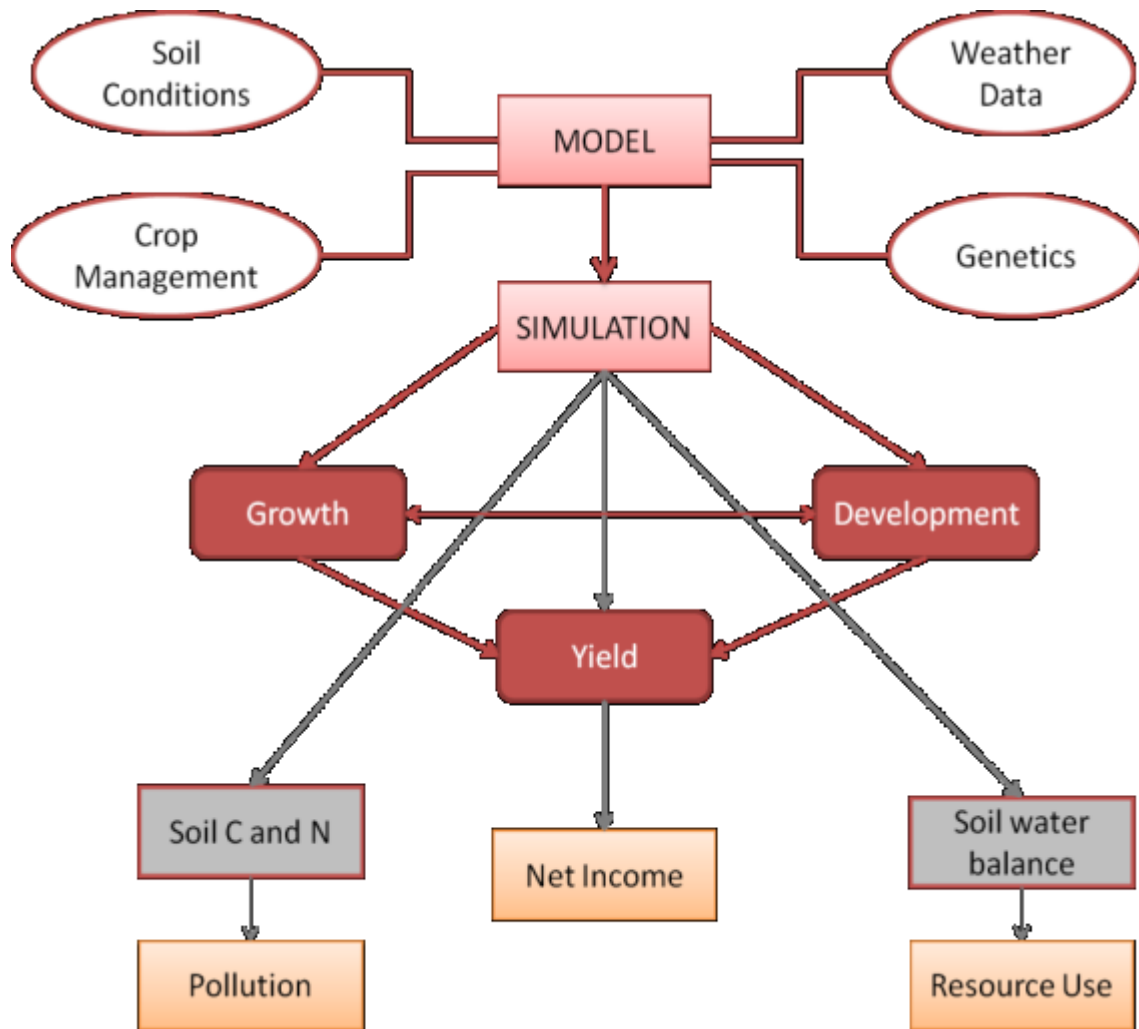 Soil
Conditions
Weather
Data
MODEL
Crop
Management
Genetics
SIMULATION
Growth
Development
Yield
Soil C and N
Net Income
Soil water
balance
Pollution
Resource Use